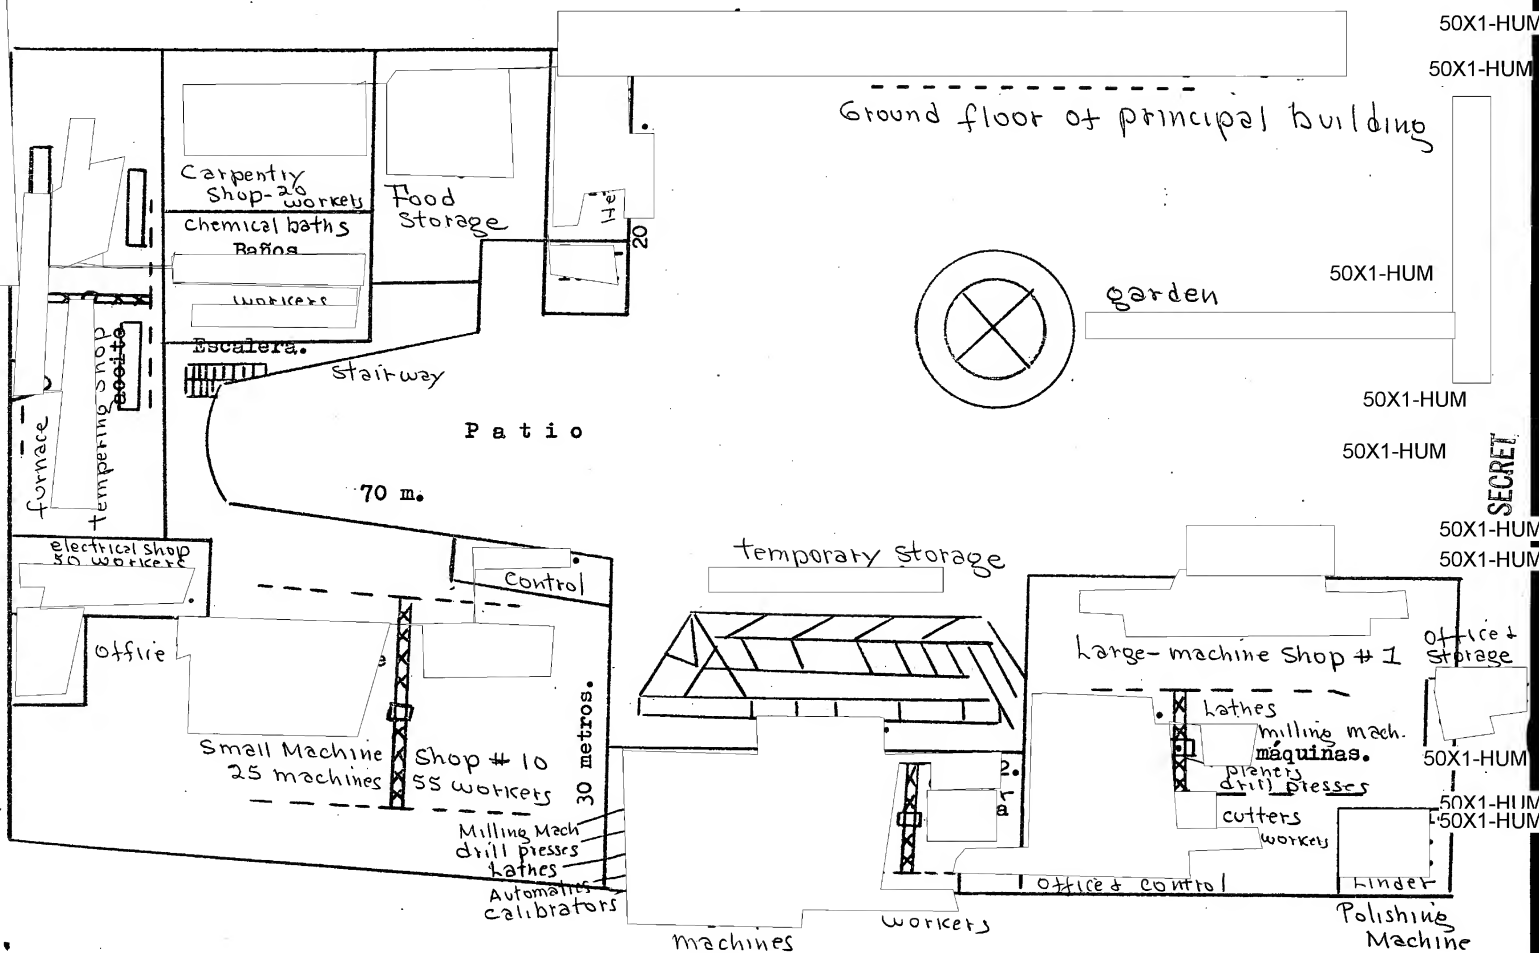 50X1-HUM
50X1-HUM
Ground floor of principal building
Carpentry
Shop-20
workers
Food
Storage
chemical baths
Baños
workers
He
20
50X1-HUM
garden
Escalera.
Stairway
tempering shop
furnace
50X1-HUM
Patio
50X1-HUM
SECRET
70 m.
50X1-HUM
50X1-HUM
electrical shop
50 workers
temporary storage
Control
Office
Large-machine Shop #1
Office &
Storage
30 metros.
Lathes
milling mach.
máquinas.
planers
drill presses
50X1-HUM
Small Machine Shop #10
25 machines 55 workers
2.
r
a
50X1-HUM
50X1-HUM
cutters
workers
Milling Mach
drill presses
Lathes
Automatics
Calibrators
Office & Control
Linder
Polishing
Machine
workers
machines